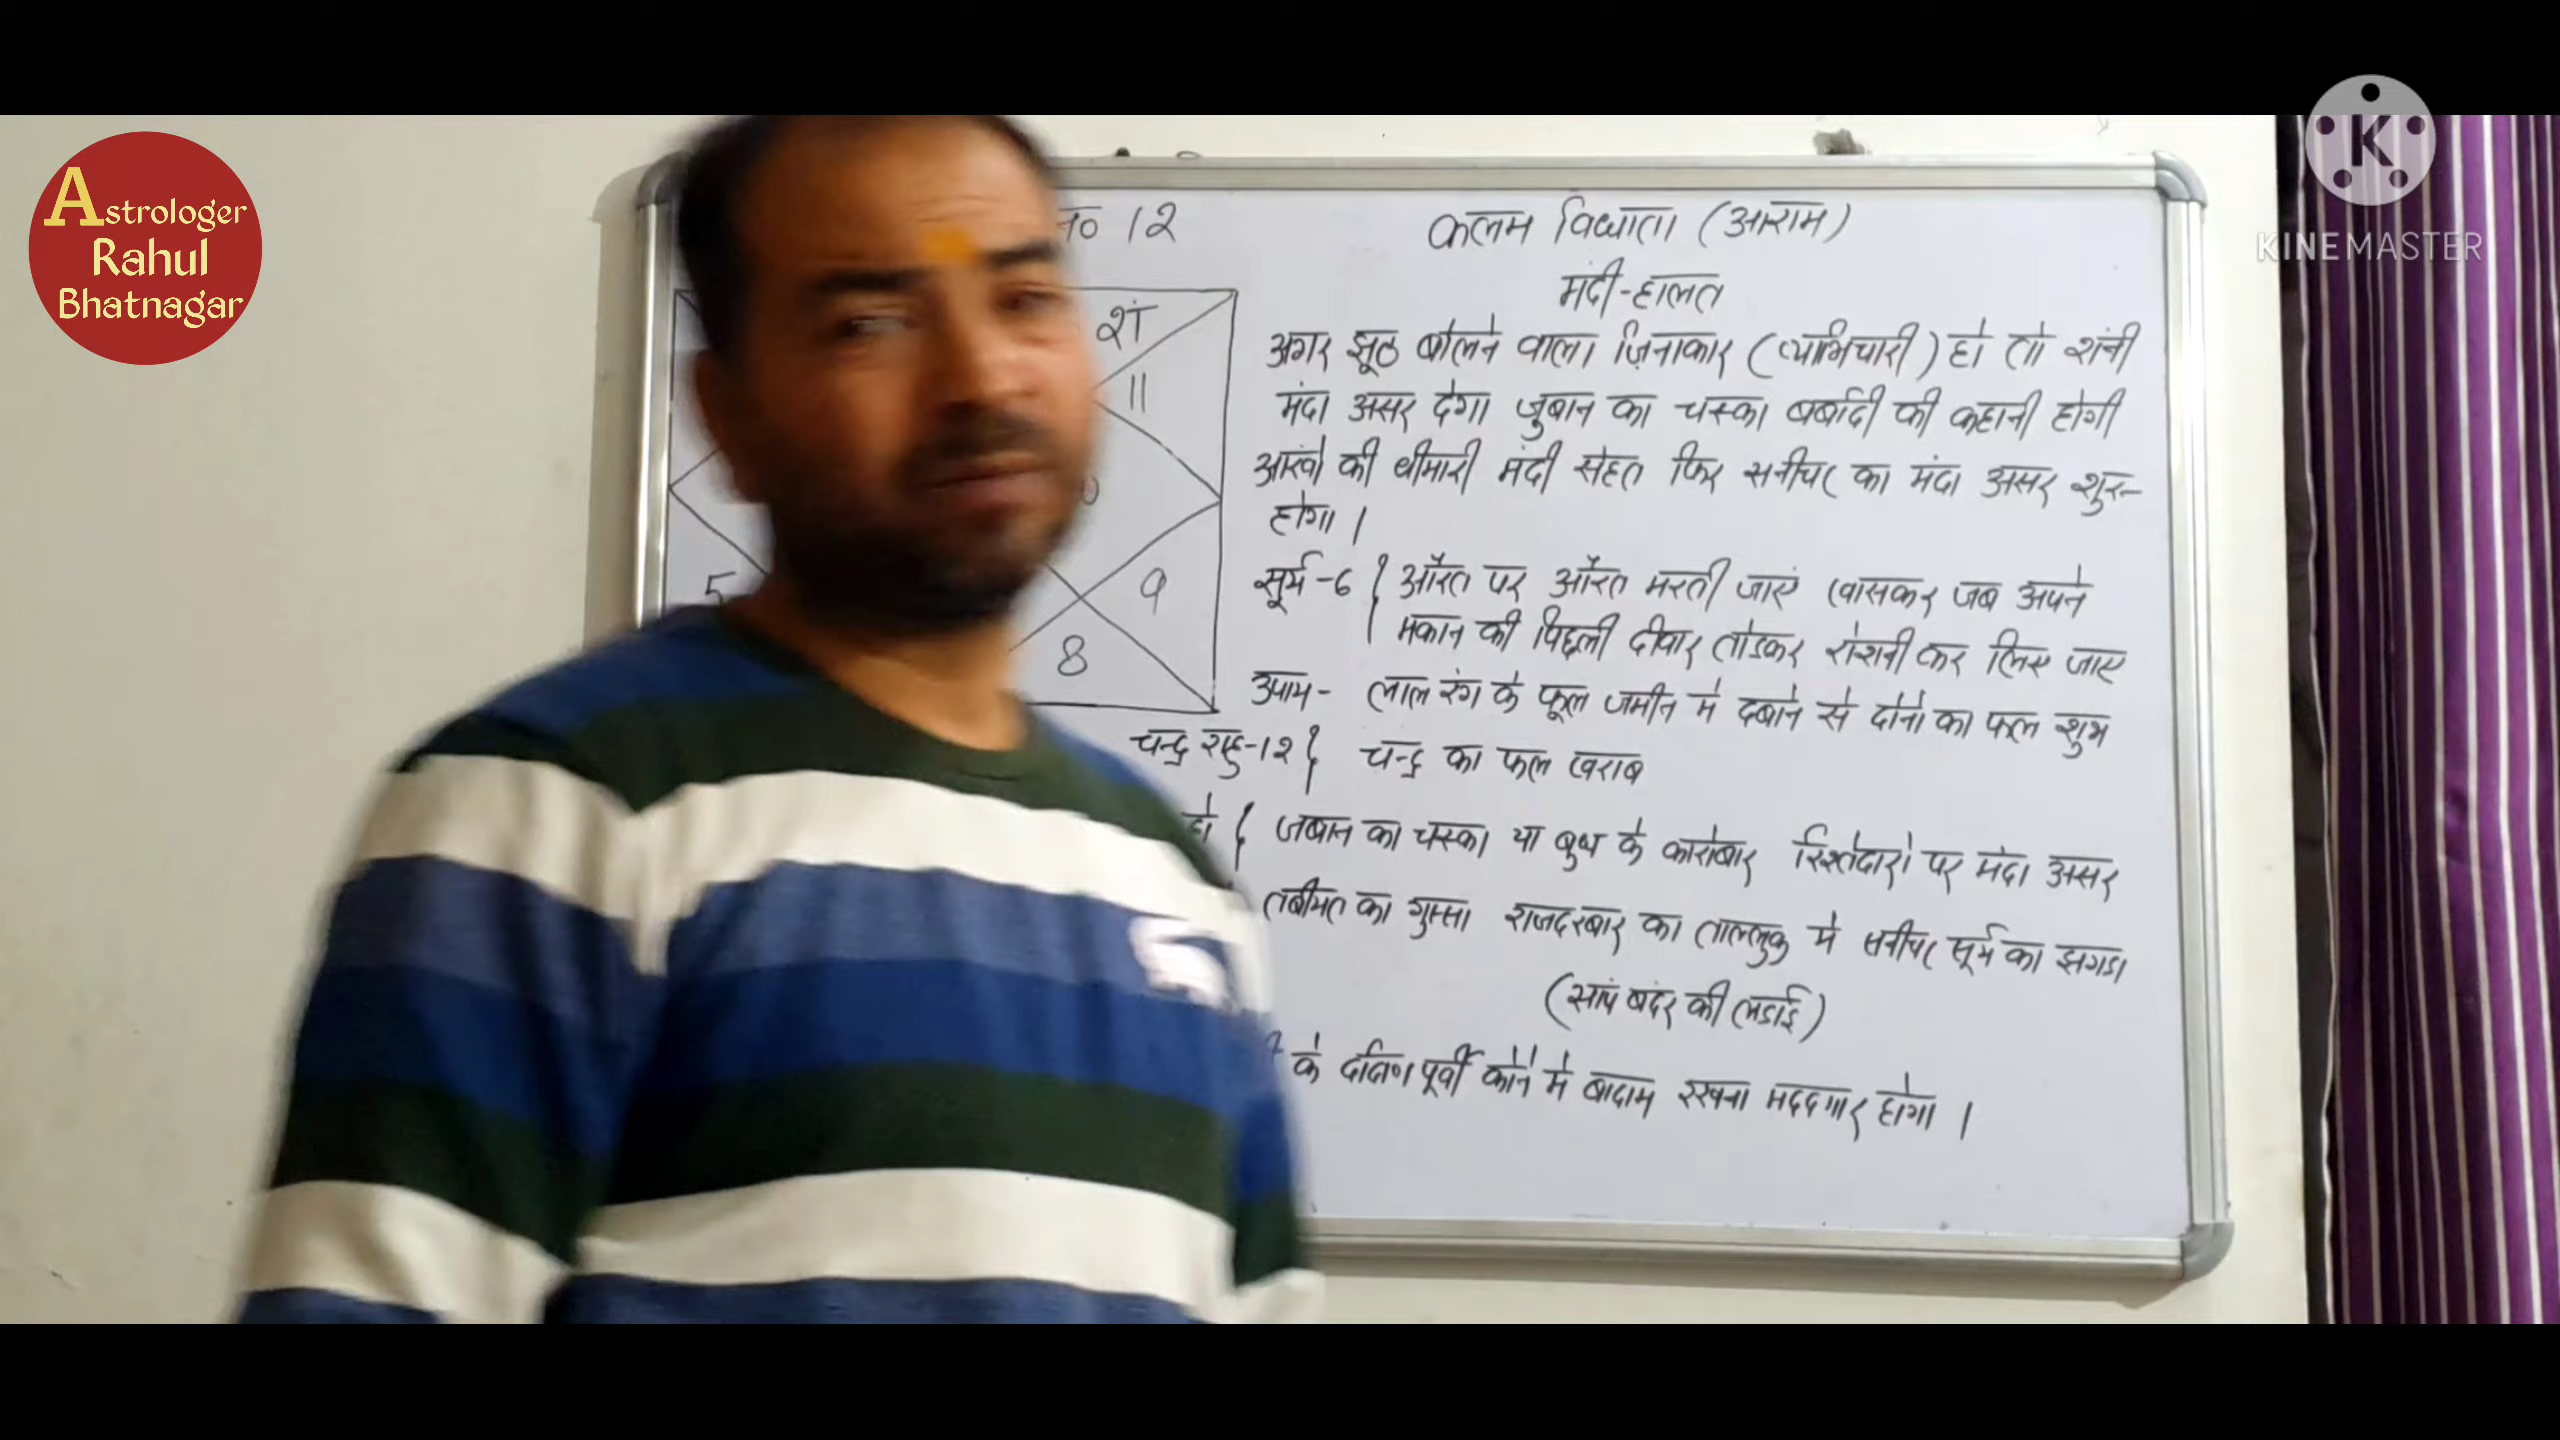 Astrologer
Rahul
Bhatnagar
KINEMASTER
नं० 12
कलम विधाता (आराम)
मंदी-हालत
शं
11
अगर झूठ बोलने वाला ज़िनाकार (व्याभिचारी) हो तो शंनी
मंदा असर देगा जुबान का चस्का बर्बादी की कहानी होगी
आंखो की बीमारी मंदी सेहत फिर सनीचर का मंदा असर शुरु
होगा।
5
9
8
सूर्य-6 { औरत पर औरत मरती जाएं खासकर जब अपने
मकान की पिछली दीवार तोडकर रोशनी कर लिए जाए
उपाय- लाल रंग के फूल जमीन मे दबाने से दोनो का फल शुभ
चन्द्र राहु-12 { चन्द्र का फल खराब
हो { जबान का चस्का या बुध के कारोबार रिश्तेदारो पर मंदा असर
तबीयत का गुस्सा राजदरबार का ताल्लुक मे सनीचर सूर्य का झगडा
(सांप बंदर की लडाई)
के दक्षिण पूर्वी कोने मे बादाम रखना मददगार होगा।